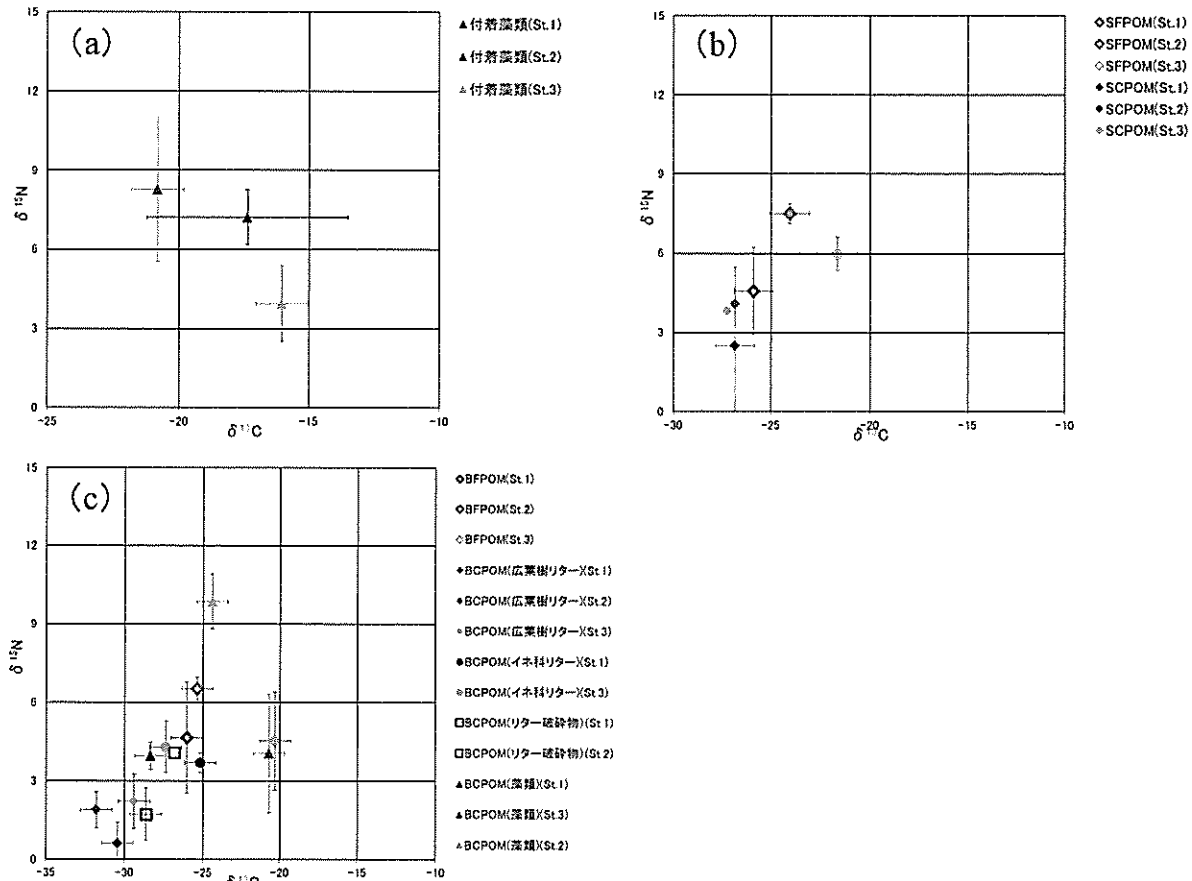 (a)
15
12
9
6
3
0
δ¹⁵N
-25
-20
-15
-10
δ¹³C
▲付着藻類(St.1)
▲付着藻類(St.2)
▲付着藻類(St.3)
(b)
15
12
9
6
3
0
δ¹⁵N
-30
-25
-20
-15
-10
δ¹³C
◇SFPOM(St.1)
◇SFPOM(St.2)
◇SFPOM(St.3)
◆SCPOM(St.1)
◆SCPOM(St.2)
◆SCPOM(St.3)
(c)
15
12
9
6
3
0
δ¹⁵N
-35
-30
-25
-20
-15
-10
δ¹³C
◇BFPOM(St.1)
◇BFPOM(St.2)
◇BFPOM(St.3)
◆BCPOM(広葉樹リター)(St.1)
◆BCPOM(広葉樹リター)(St.2)
◆BCPOM(広葉樹リター)(St.3)
●BCPOM(イネ科リター)(St.1)
●BCPOM(イネ科リター)(St.3)
□BCPOM(リター破砕物)(St.1)
□BCPOM(リター破砕物)(St.2)
▲BCPOM(藻類)(St.1)
▲BCPOM(藻類)(St.3)
▲BCPOM(藻類)(St.2)